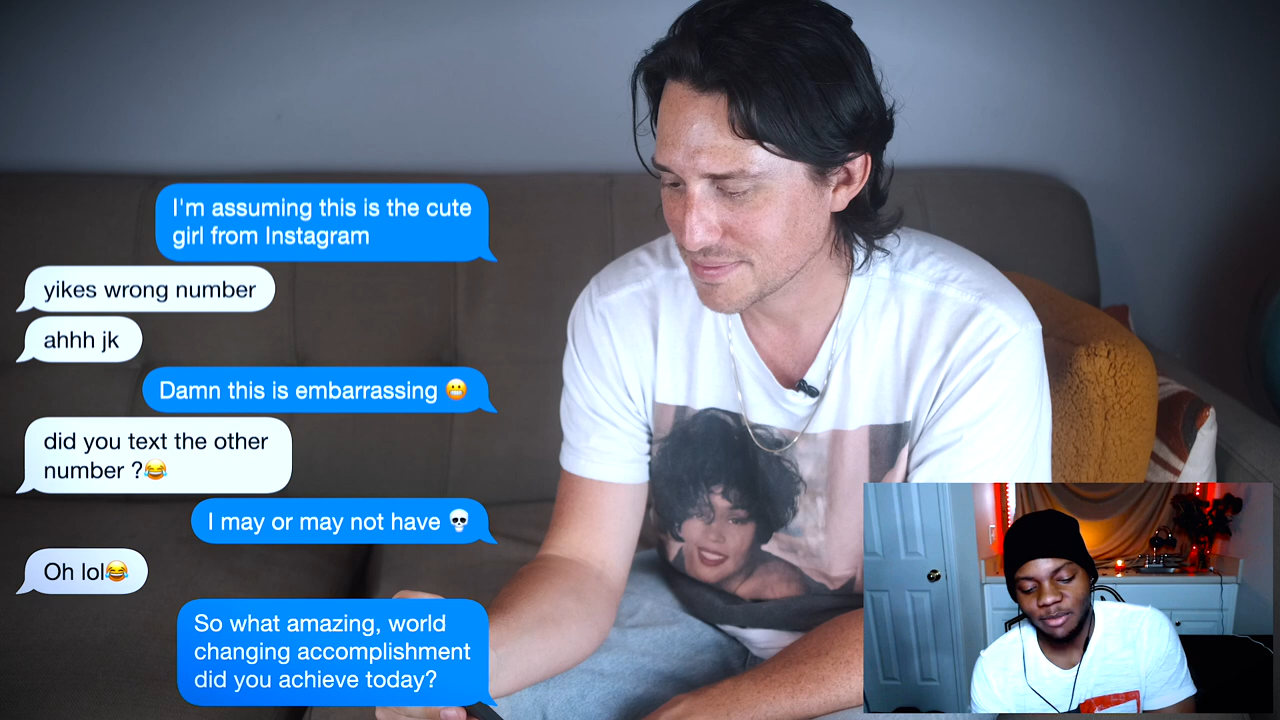 I'm assuming this is the cute
girl from Instagram
yikes wrong number
ahhh jk
Damn this is embarrassing 😬
did you text the other
number ?😂
I may or may not have 💀
Oh lol😂
So what amazing, world
changing accomplishment
did you achieve today?